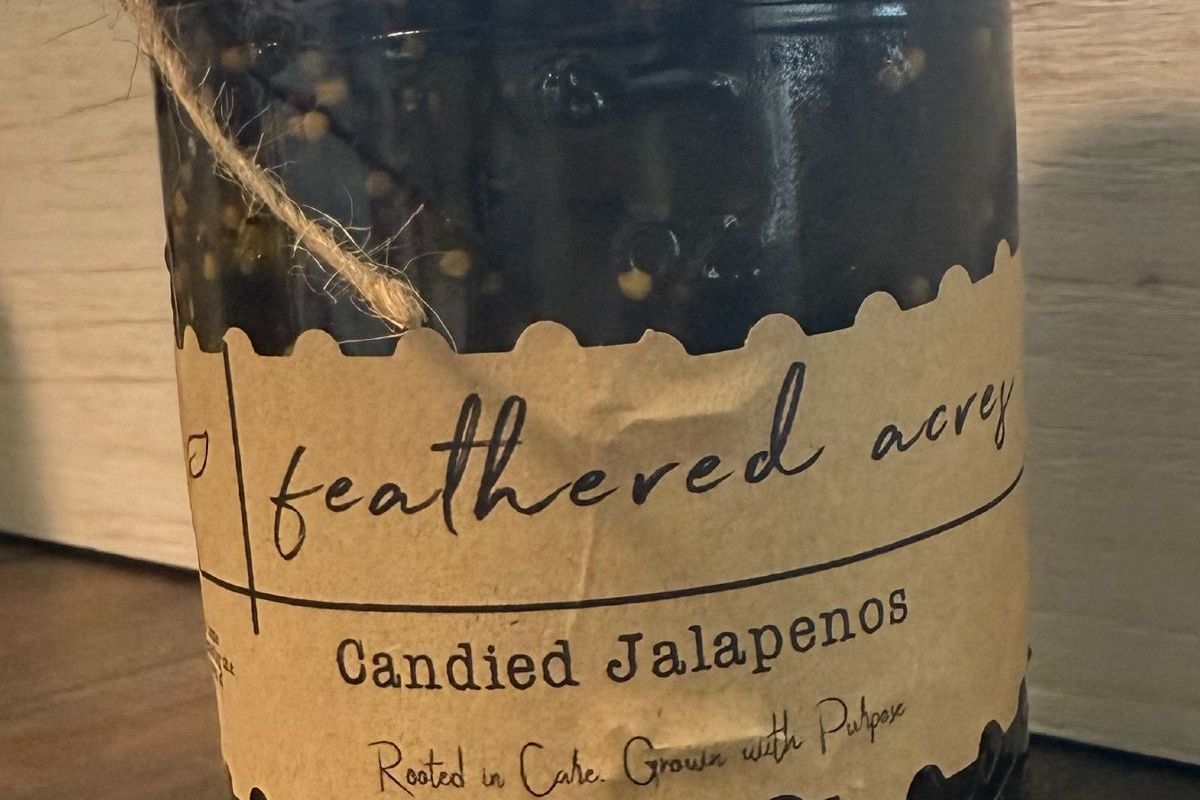 feathered acres
Candied Jalapenos
Rooted in Care. Grown with Purpose